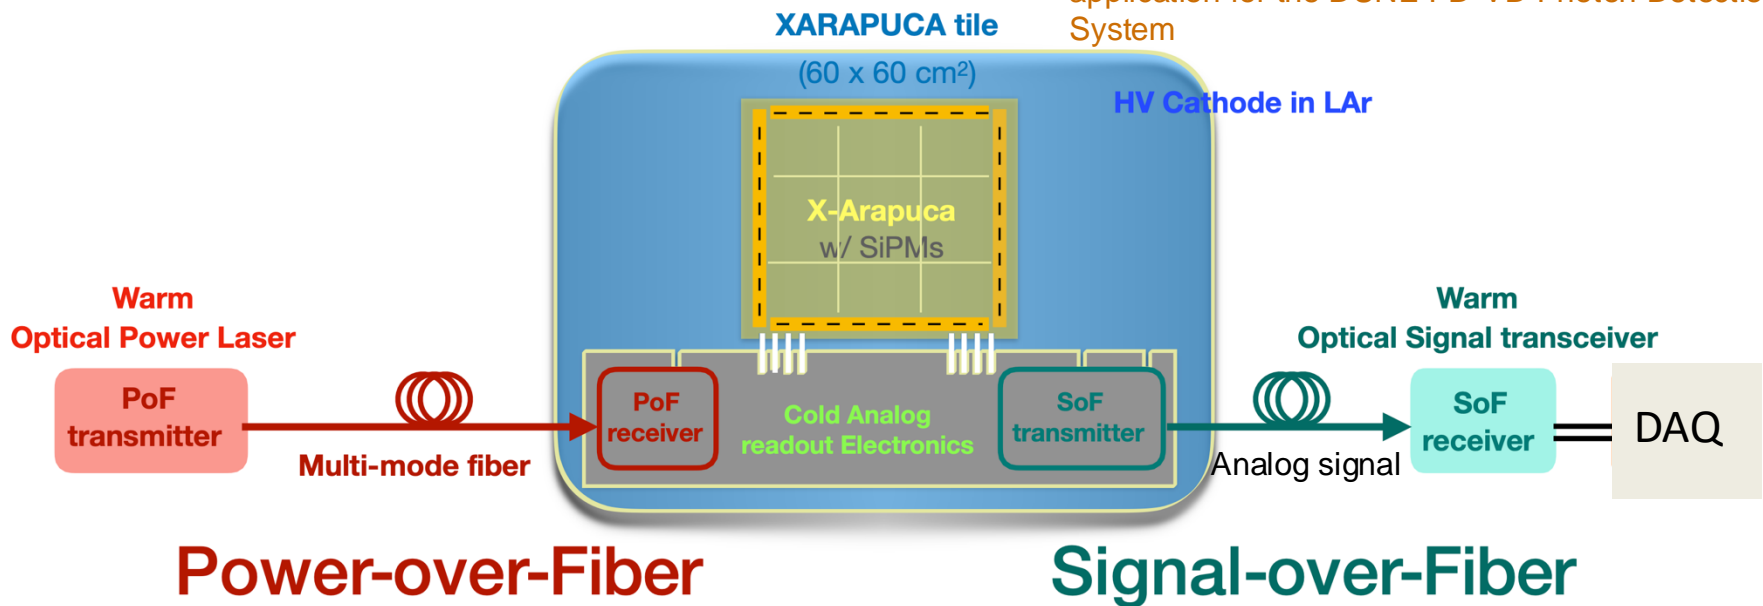 System
XARAPUCA tile
(60 x 60 cm²)
HV Cathode in LAr
X-Arapuca
w/ SiPMs
Warm
Optical Power Laser
PoF
transmitter
Multi-mode fiber
PoF
receiver
Cold Analog
readout Electronics
SoF
transmitter
Warm
Optical Signal transceiver
Analog signal
SoF
receiver
DAQ
Power-over-Fiber
Signal-over-Fiber